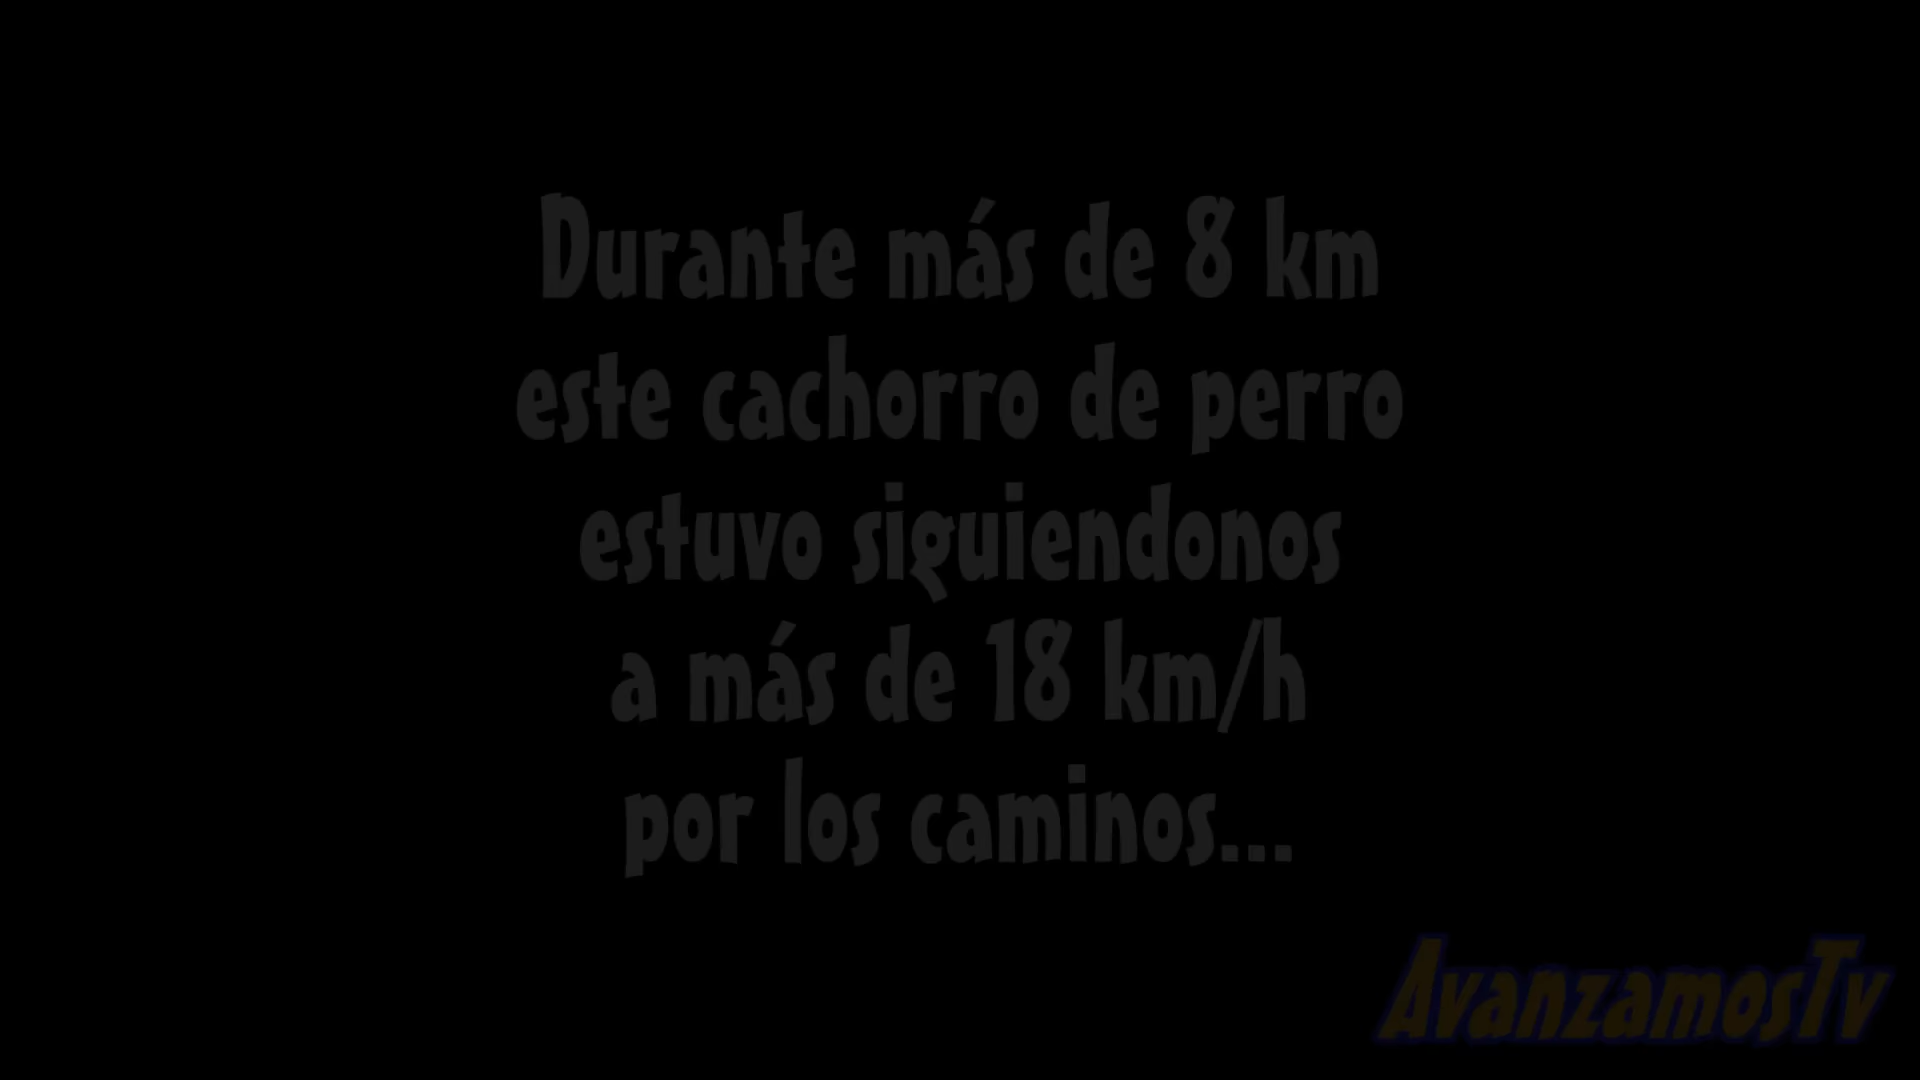 Durante más de 8 km
este cachorro de perro
estuvo siguiendonos
a más de 18 km/h
por los caminos...
AvanzamosTv